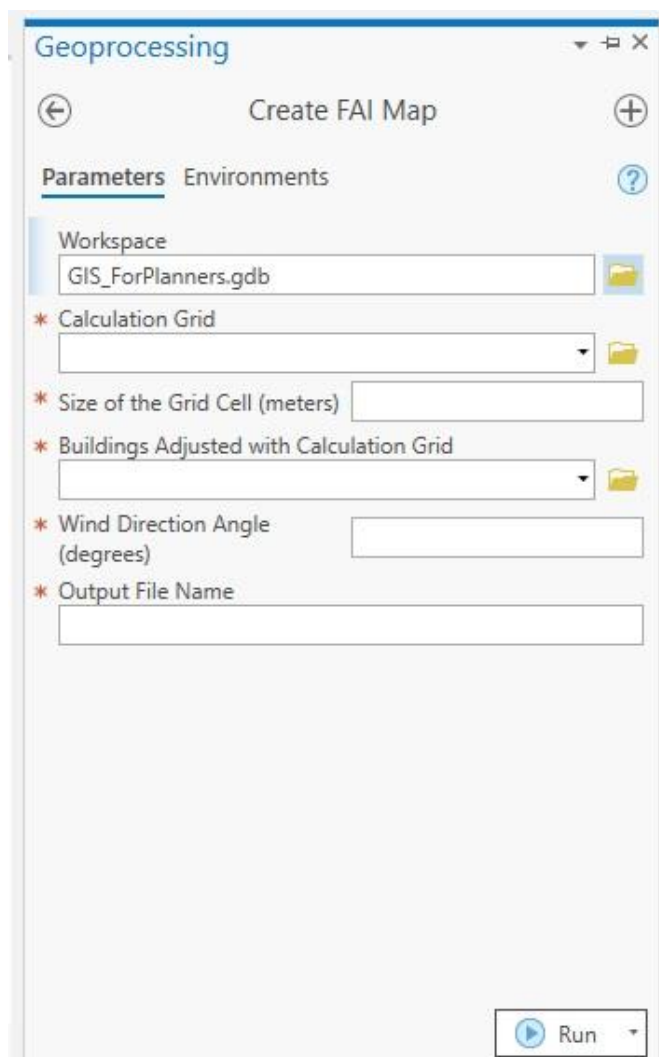 Geoprocessing
Create FAI Map
Parameters Environments
?
Workspace
GIS_ForPlanners.gdb
* Calculation Grid
* Size of the Grid Cell (meters)
* Buildings Adjusted with Calculation Grid
* Wind Direction Angle
(degrees)
* Output File Name
Run